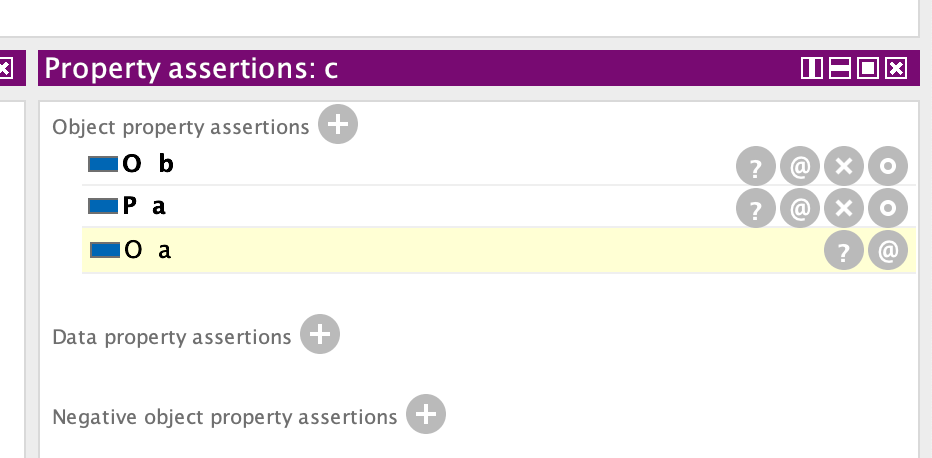 Property assertions: c
Object property assertions
O b
P a
O a
Data property assertions
Negative object property assertions